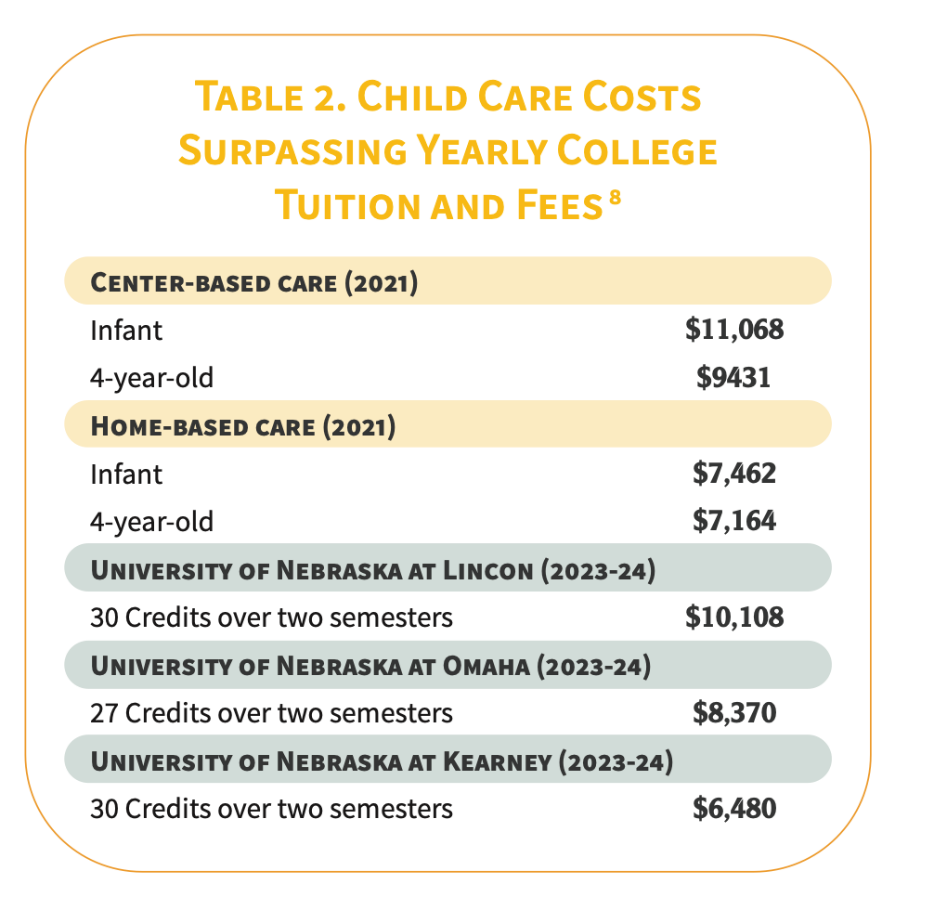 Table 2. Child Care Costs
Surpassing Yearly College
Tuition and Fees 8
Center-based care (2021)
Infant $11,068
4-year-old $9431
Home-based care (2021)
Infant $7,462
4-year-old $7,164
University of Nebraska at Lincon (2023-24)
30 Credits over two semesters $10,108
University of Nebraska at Omaha (2023-24)
27 Credits over two semesters $8,370
University of Nebraska at Kearney (2023-24)
30 Credits over two semesters $6,480